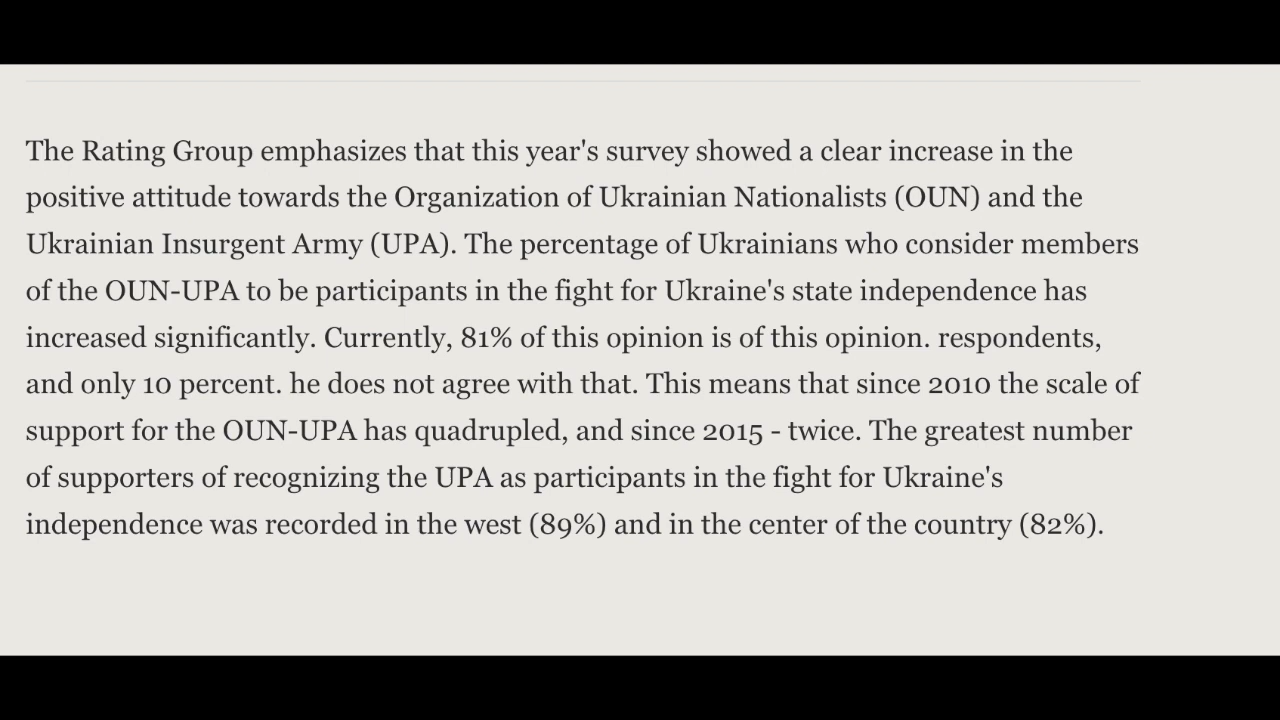 The Rating Group emphasizes that this year's survey showed a clear increase in the
positive attitude towards the Organization of Ukrainian Nationalists (OUN) and the
Ukrainian Insurgent Army (UPA). The percentage of Ukrainians who consider members
of the OUN-UPA to be participants in the fight for Ukraine's state independence has
increased significantly. Currently, 81% of this opinion is of this opinion. respondents,
and only 10 percent. he does not agree with that. This means that since 2010 the scale of
support for the OUN-UPA has quadrupled, and since 2015 - twice. The greatest number
of supporters of recognizing the UPA as participants in the fight for Ukraine's
independence was recorded in the west (89%) and in the center of the country (82%).